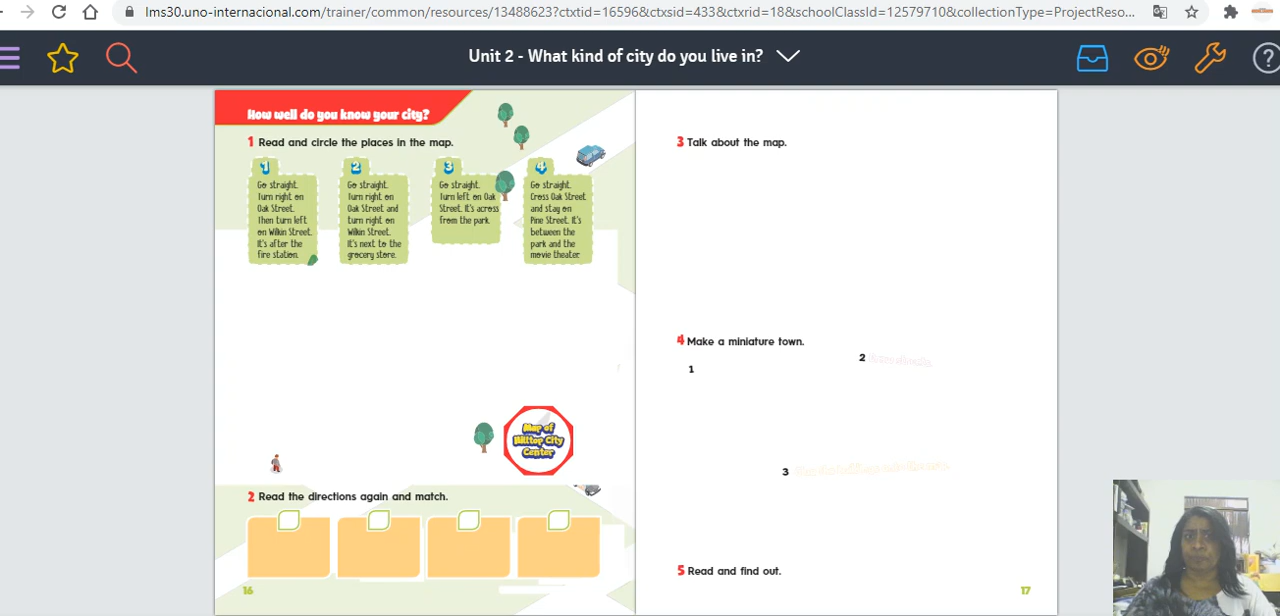 lms30.uno-internacional.com/trainer/common/resources/13488623?ctxtid=16596&ctxsid=433&ctxrid=18&schoolClassId=12579710&collectionType=ProjectReso...
Unit 2 - What kind of city do you live in?
How well do you know your city?
1 Read and circle the places in the map.
1
Go straight.
Turn right on
Oak Street.
Then turn left
on Wilkin Street.
It's after the
fire station.
2
Go straight.
Turn right on
Oak Street and
turn right on
Wilkin Street.
It's next to the
grocery store.
3
Go straight.
Turn left on Oak
Street. It's across
from the park.
4
Go straight.
Cross Oak Street
and stay on
Pine Street. It's
between the
park and the
movie theater.
Map of
Hilltop City
Center
2 Read the directions again and match.
16
3 Talk about the map.
4 Make a miniature town.
1
2
3
5 Read and find out.
17